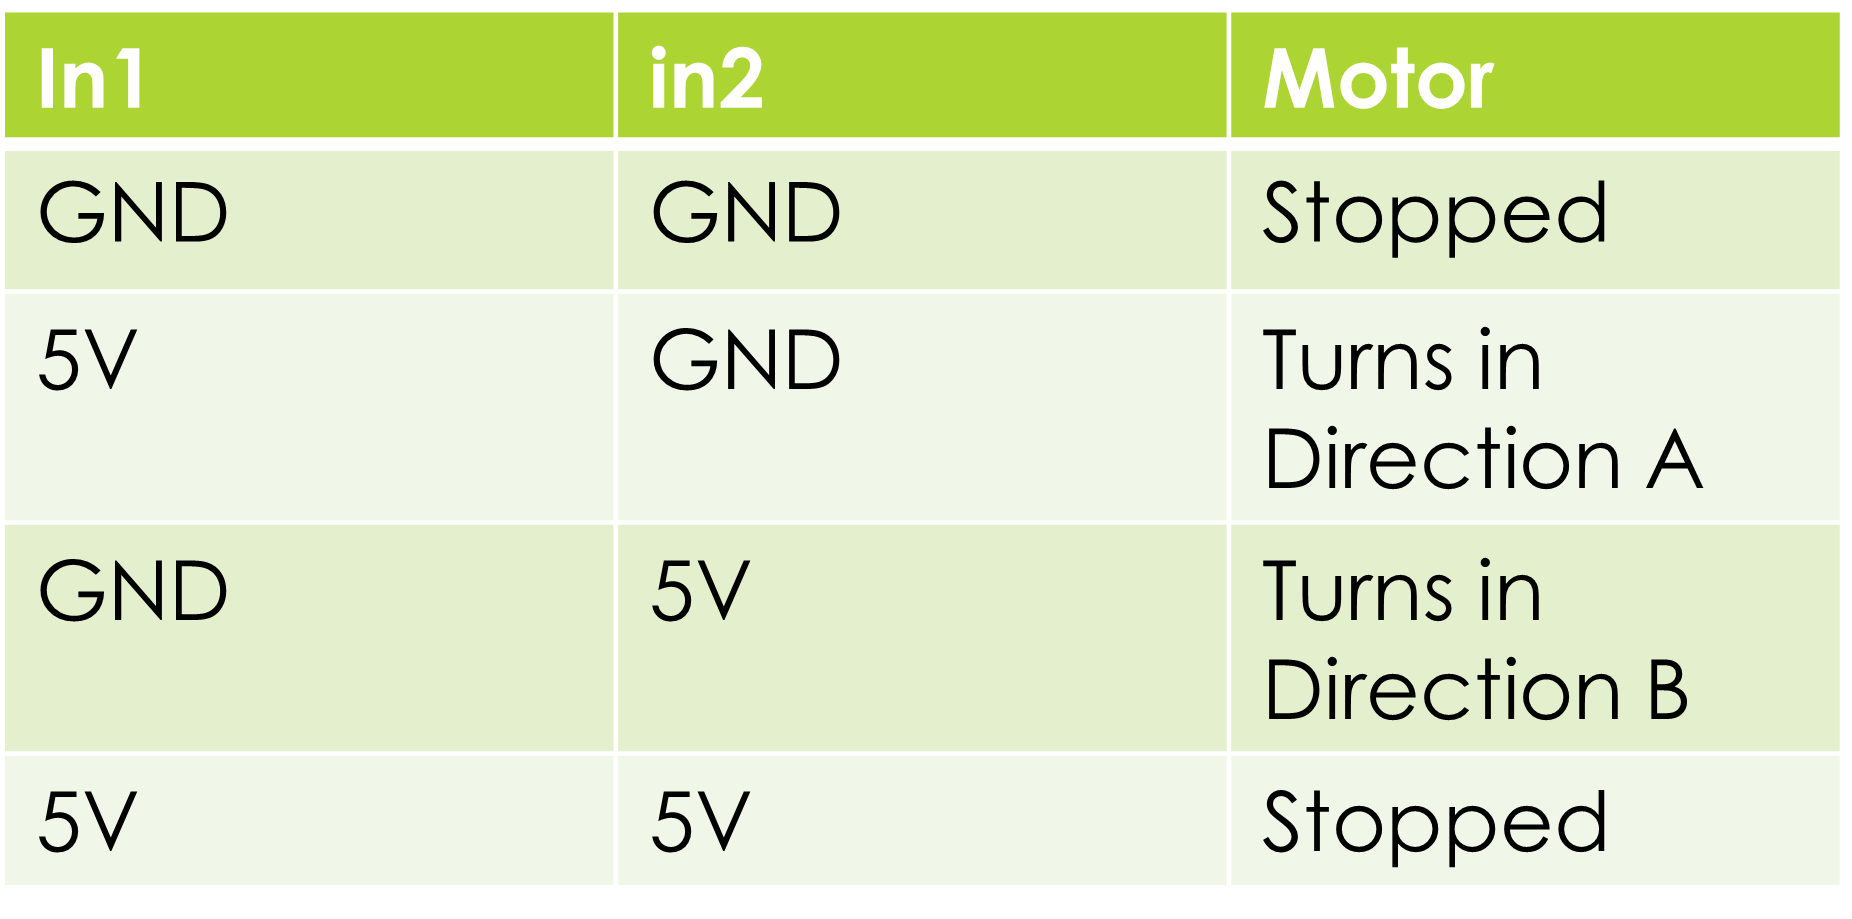 In1 in2 Motor
GND GND Stopped
5V GND Turns in
Direction A
GND 5V Turns in
Direction B
5V 5V Stopped